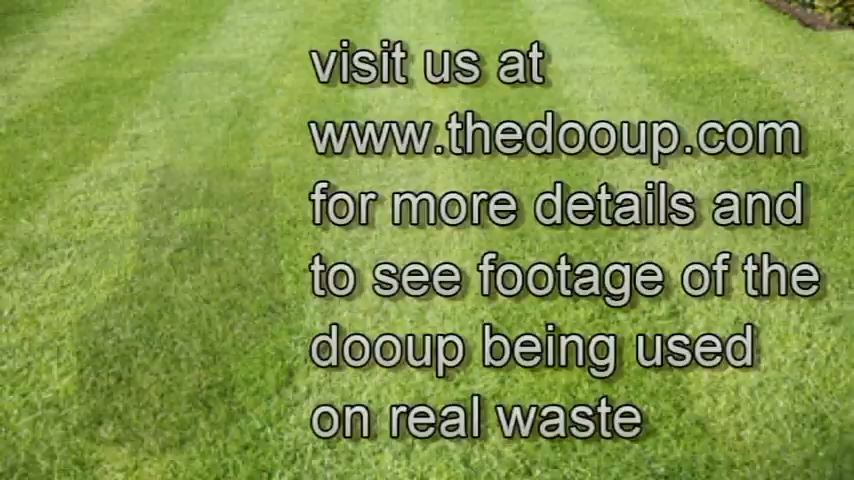 visit us at
www.thedooup.com
for more details and
to see footage of the
dooup being used
on real waste